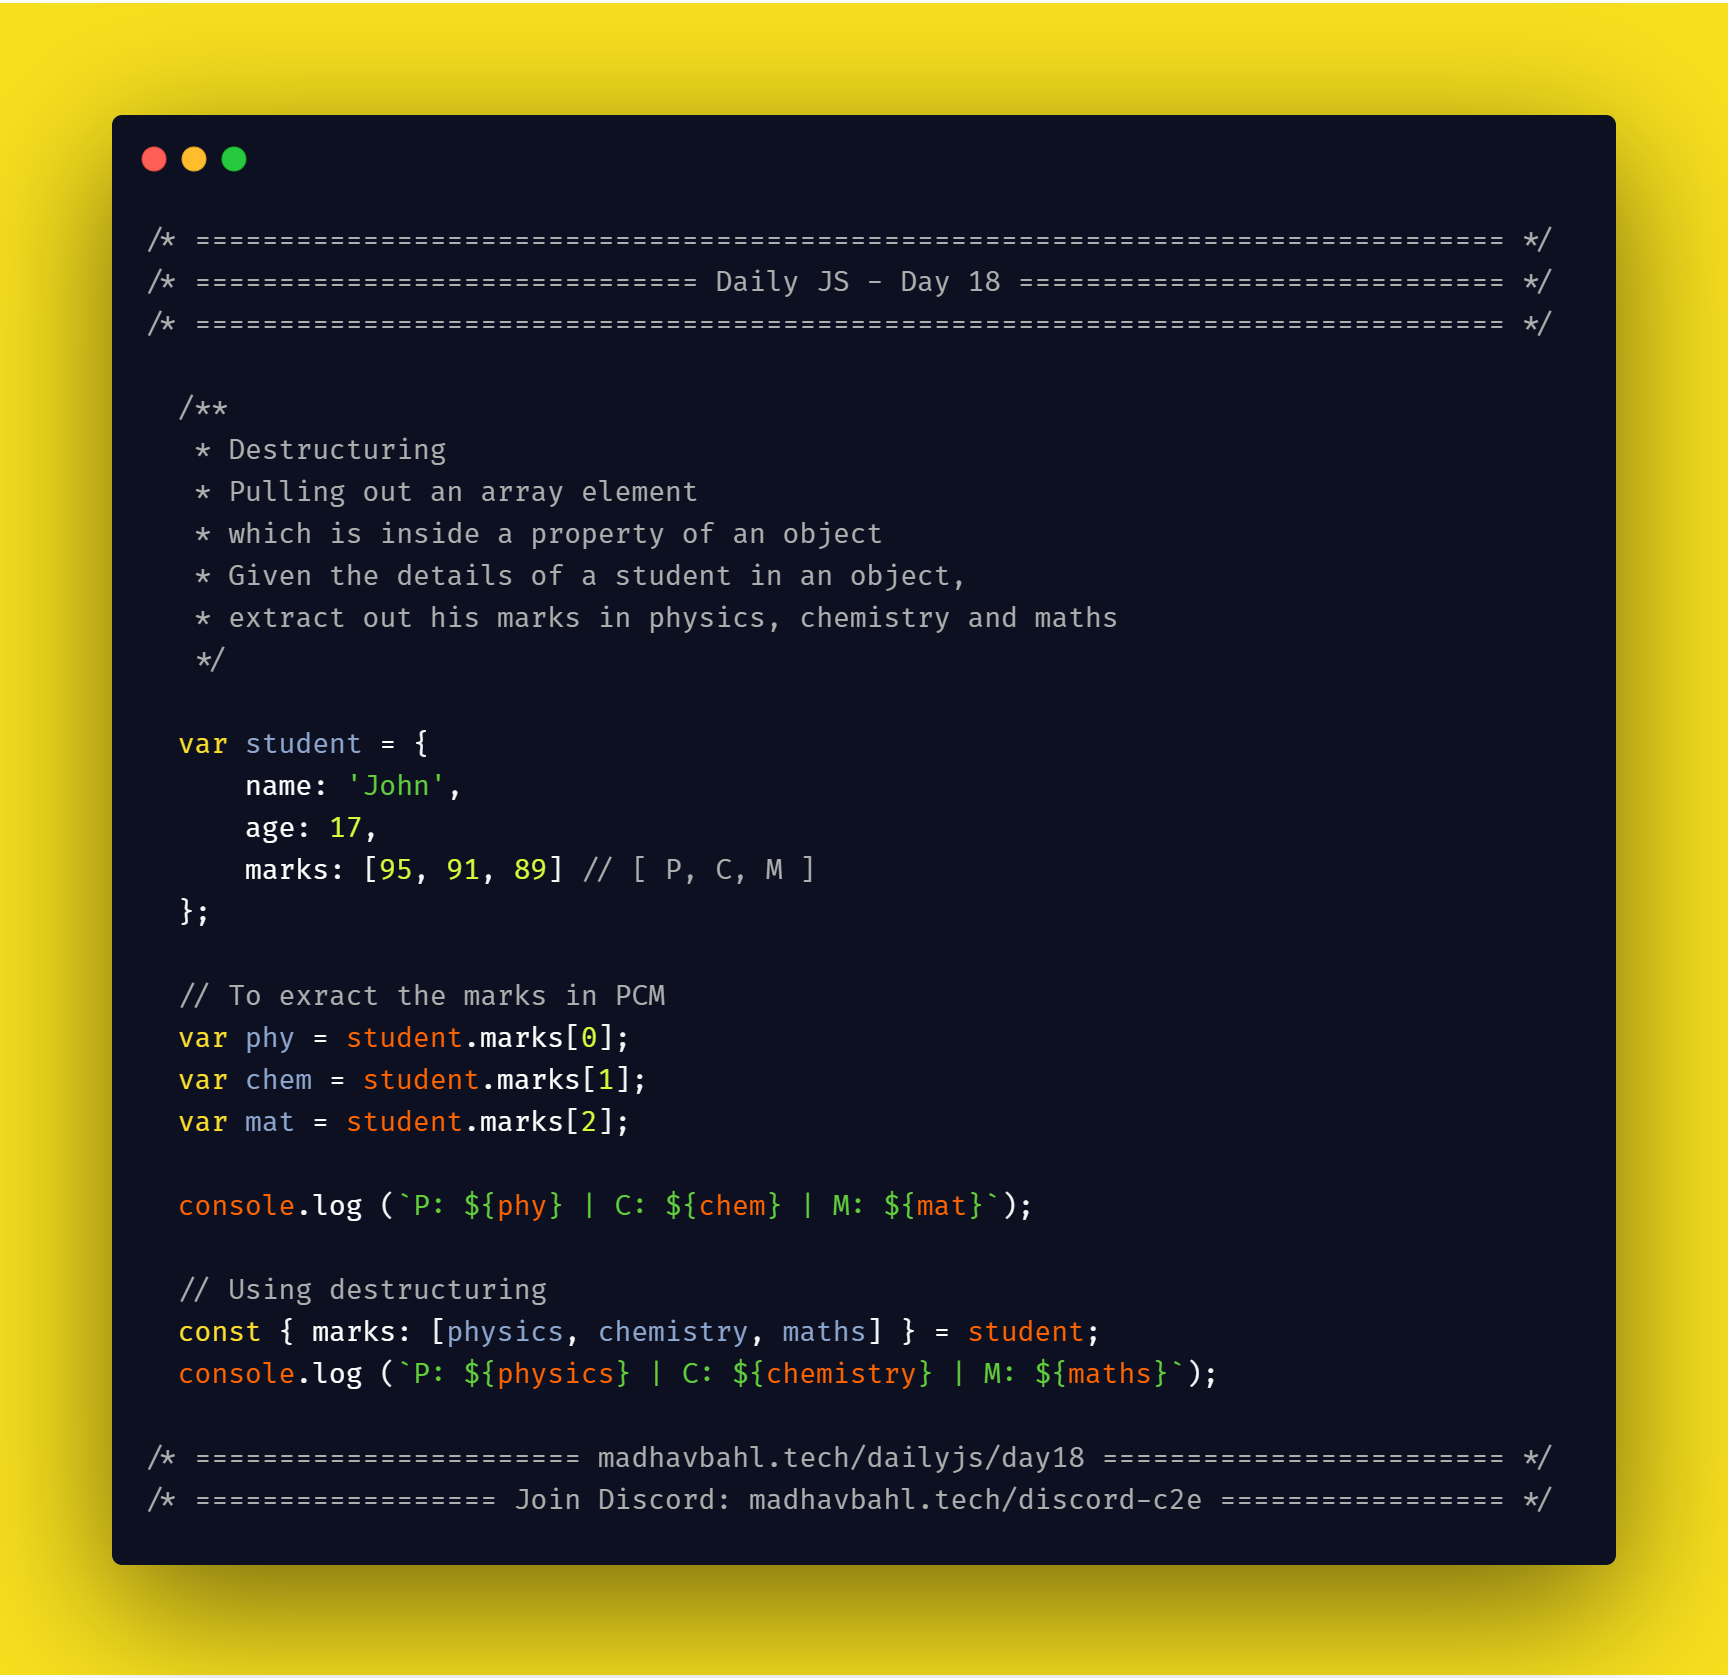 /* ============================================================================== */
/* ============================== Daily JS - Day 18 ============================= */
/* ============================================================================== */
/**
 * Destructuring
 * Pulling out an array element
 * which is inside a property of an object
 * Given the details of a student in an object,
 * extract out his marks in physics, chemistry and maths
 */
var student = {
    name: 'John',
    age: 17,
    marks: [95, 91, 89] // [ P, C, M ]
};
// To exract the marks in PCM
var phy = student.marks[0];
var chem = student.marks[1];
var mat = student.marks[2];
console.log (`P: ${phy} | C: ${chem} | M: ${mat}`);
// Using destructuring
const { marks: [physics, chemistry, maths] } = student;
console.log (`P: ${physics} | C: ${chemistry} | M: ${maths}`);
/* ======================= madhavbahl.tech/dailyjs/day18 ======================== */
/* ================== Join Discord: madhavbahl.tech/discord-c2e ================= */